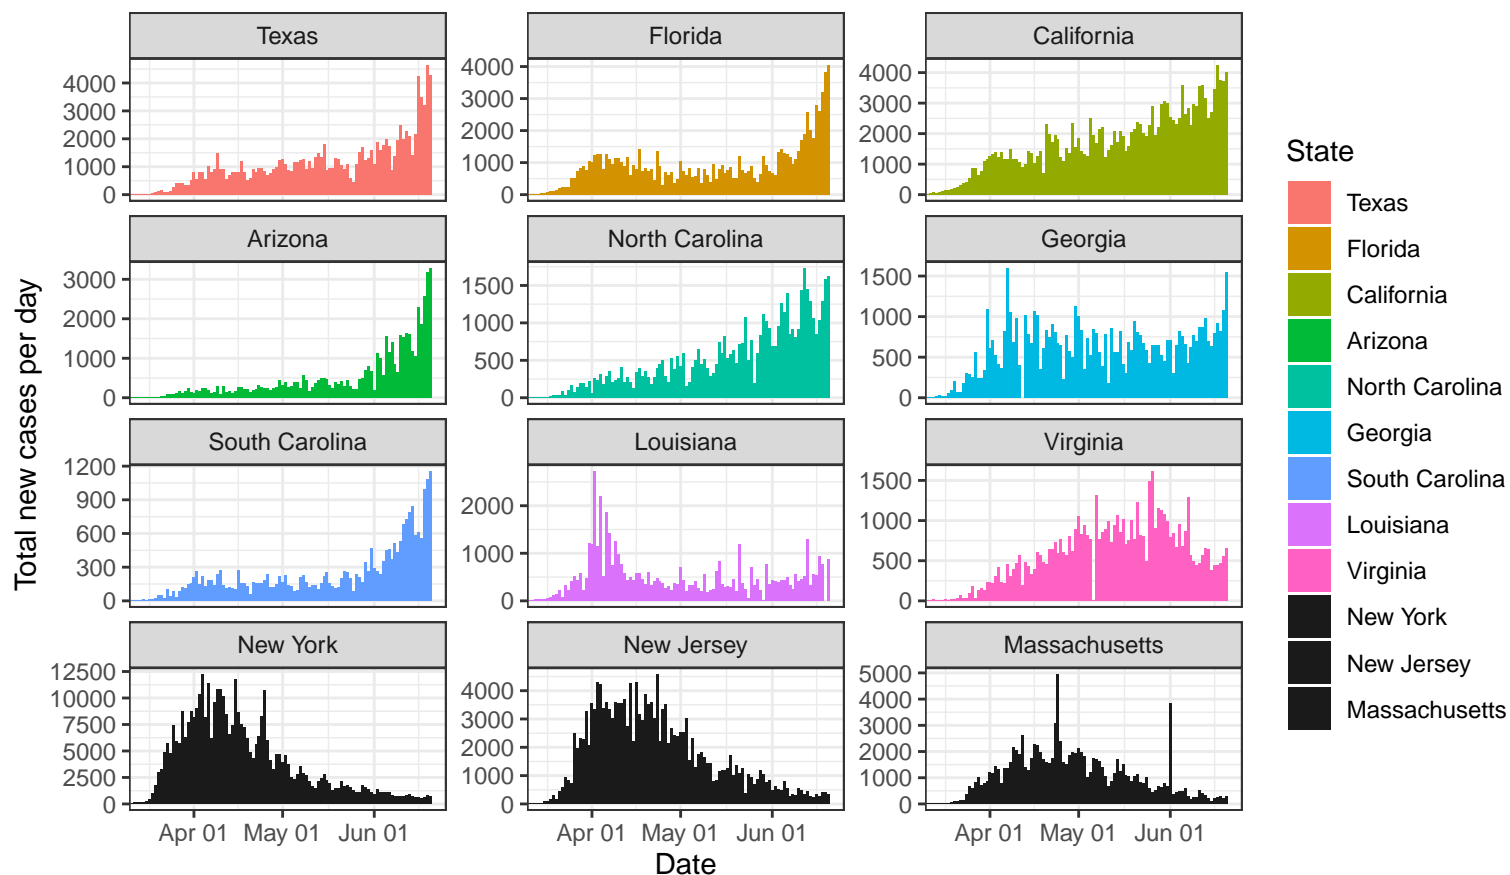 Texas
Florida
California
4000
3000
2000
1000
0
4000
3000
2000
1000
0
4000
3000
2000
1000
0
Arizona
North Carolina
Georgia
3000
2000
1000
0
1500
1000
500
0
1500
1000
500
0
South Carolina
Louisiana
Virginia
1200
900
600
300
0
2000
1000
0
1500
1000
500
0
New York
New Jersey
Massachusetts
12500
10000
7500
5000
2500
0
4000
3000
2000
1000
0
5000
4000
3000
2000
1000
0
Apr 01 May 01 Jun 01
Apr 01 May 01 Jun 01
Apr 01 May 01 Jun 01
Date
Total new cases per day
State
Texas
Florida
California
Arizona
North Carolina
Georgia
South Carolina
Louisiana
Virginia
New York
New Jersey
Massachusetts